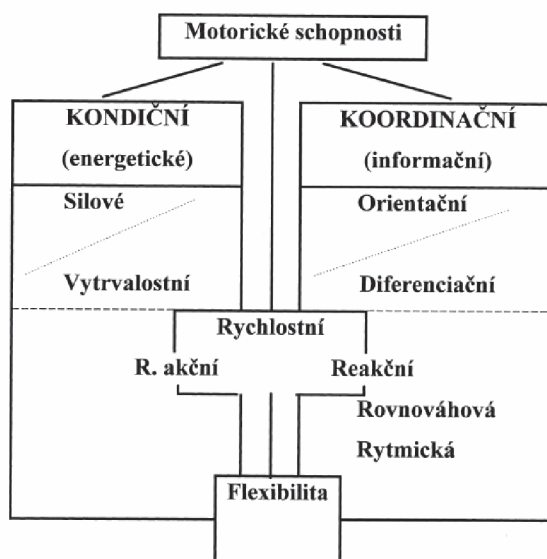 Motorické schopnosti
KONDIČNÍ
(energetické)
KOORDINAČNÍ
(informační)
Silové
Orientační
Vytrvalostní
Diferenciační
Rychlostní
R. akční
Reakční
Rovnováhová
Rytmická
Flexibilita